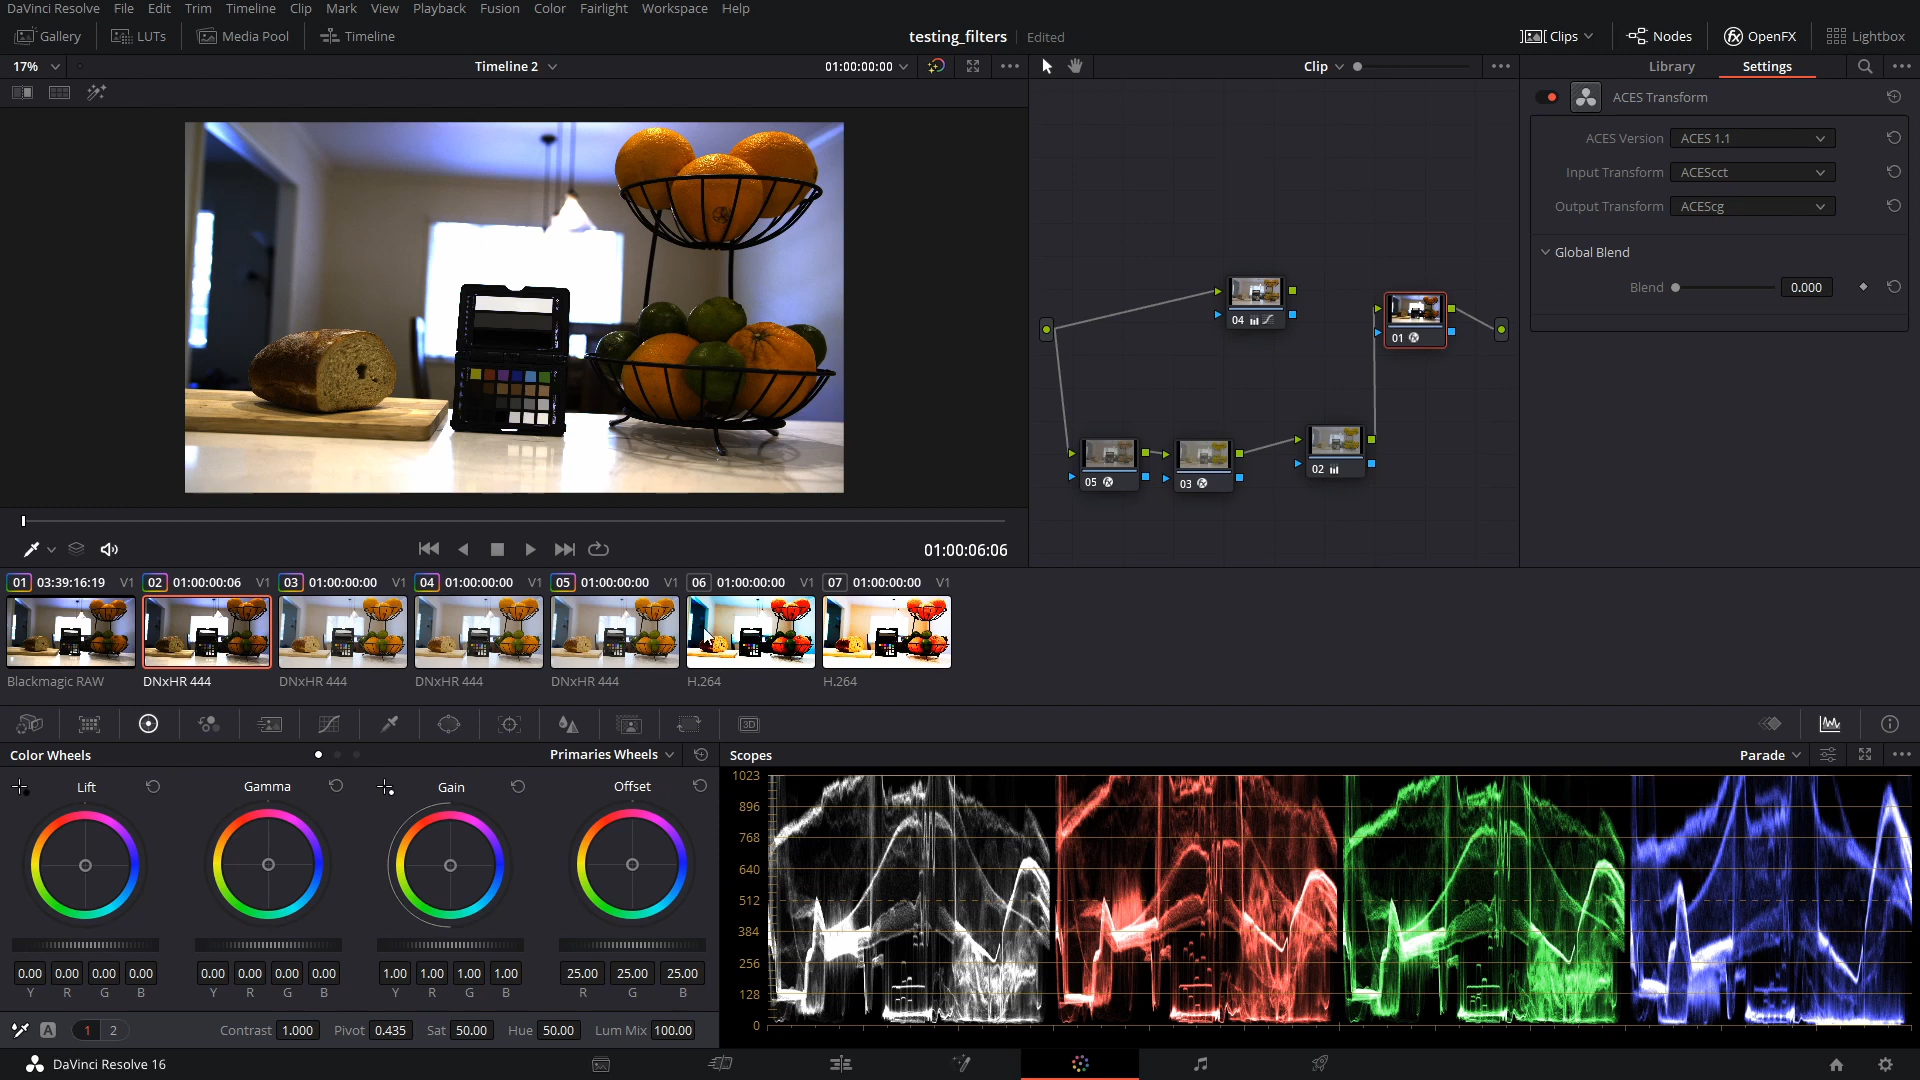 DaVinci Resolve File Edit Trim Timeline Clip Mark View Playback Fusion Color Fairlight Workspace Help
Gallery LUTs Media Pool Timeline testing_filters Edited Clips Nodes OpenFX Lightbox
17% Timeline 2 01:00:00:00 Clip Library Settings
ACES Transform
ACES Version ACES 1.1
Input Transform ACEScct
Output Transform ACEScg
Global Blend
Blend 0.000
04
01
05
03
02
01:00:06:06
01 03:39:16:19 V1 02 01:00:00:06 V1 03 01:00:00:00 V1 04 01:00:00:00 V1 05 01:00:00:00 V1 06 01:00:00:00 V1 07 01:00:00:00 V1
Blackmagic RAW DNxHR 444 DNxHR 444 DNxHR 444 DNxHR 444 H.264 H.264
3D
Color Wheels Primaries Wheels Scopes Parade
Lift Gamma Gain Offset
1023
896
768
640
512
384
256
128
0
0.00 0.00 0.00 0.00 0.00 0.00 0.00 0.00 1.00 1.00 1.00 1.00 25.00 25.00 25.00
Y R G B Y R G B Y R G B R G B
A 1 2 Contrast 1.000 Pivot 0.435 Sat 50.00 Hue 50.00 Lum Mix 100.00
DaVinci Resolve 16